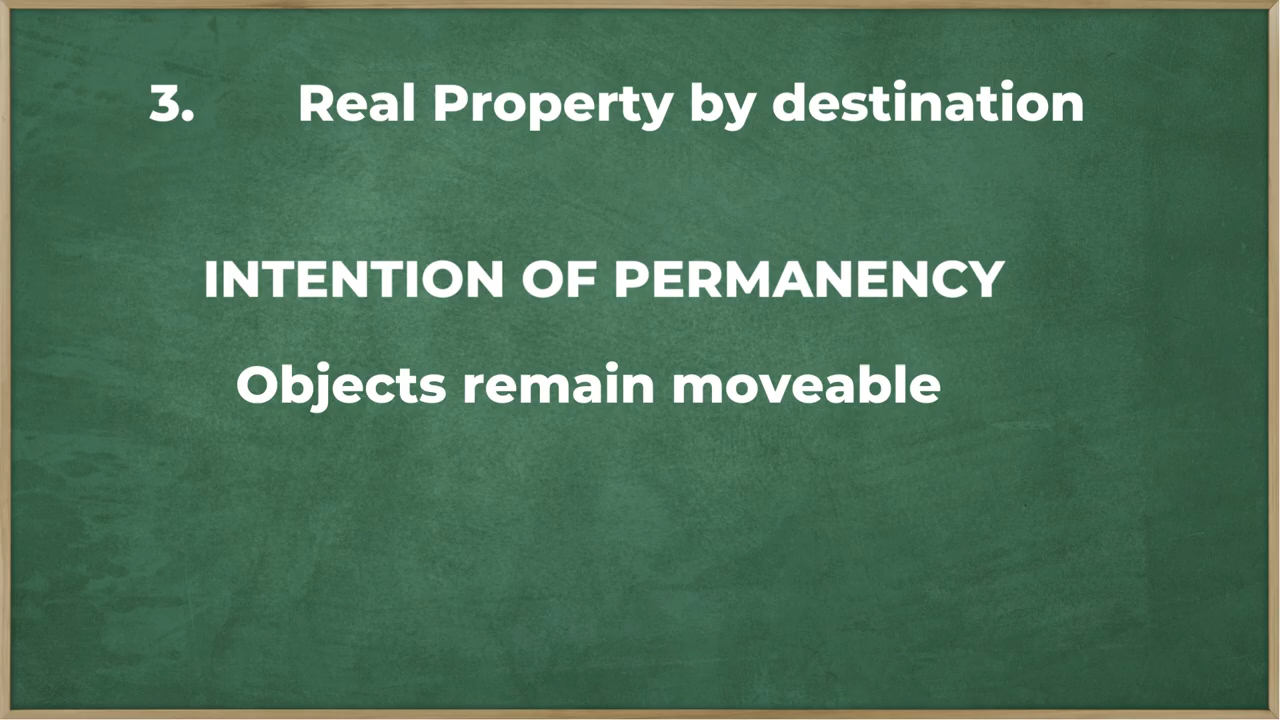 3. Real Property by destination
INTENTION OF PERMANENCY
Objects remain moveable